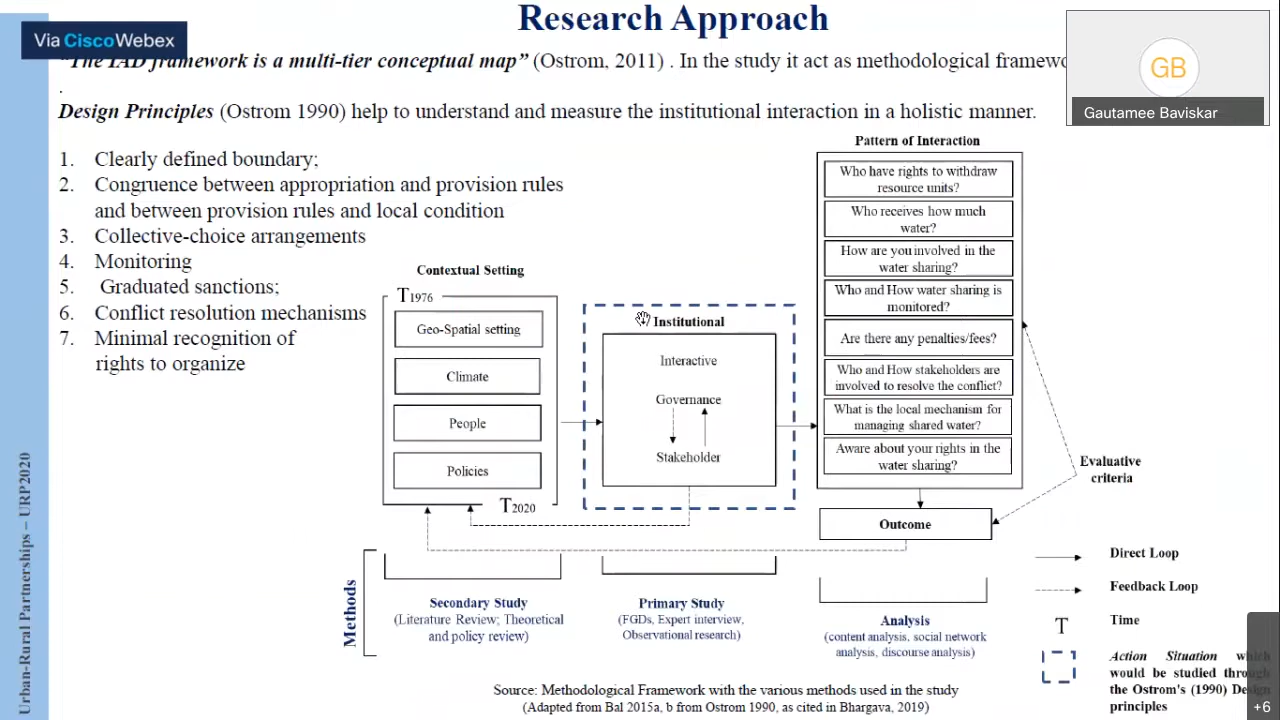 Research Approach
Via CiscoWebex
"The IAD framework is a multi-tier conceptual map" (Ostrom, 2011) . In the study it act as methodological
.
Design Principles (Ostrom 1990) help to understand and measure the institutional interaction in a holistic manner.
GB
Gautamee Baviskar
1. Clearly defined boundary;
2. Congruence between appropriation and provision rules
and between provision rules and local condition
3. Collective-choice arrangements
4. Monitoring
5. Graduated sanctions;
6. Conflict resolution mechanisms
7. Minimal recognition of
rights to organize
Contextual Setting
T1976
Geo-Spatial setting
Climate
People
Policies
T2020
Institutional
Interactive
Governance
Stakeholder
Pattern of Interaction
Who have rights to withdraw
resource units?
Who receives how much
water?
How are you involved in the
water sharing?
Who and How water sharing is
monitored?
Are there any penalties/fees?
Who and How stakeholders are
involved to resolve the conflict?
What is the local mechanism for
managing shared water?
Aware about your rights in the
water sharing?
Outcome
Evaluative
criteria
Methods
Secondary Study
(Literature Review; Theoretical
and policy review)
Primary Study
(FGDs, Expert interview,
Observational research)
Analysis
(content analysis, social network
analysis, discourse analysis)
Direct Loop
Feedback Loop
T Time
Action Situation which
would be studied through
the Ostrom's (1990) Design
principles
Source: Methodological Framework with the various methods used in the study
(Adapted from Bal 2015a, b from Ostrom 1990, as cited in Bhargava, 2019)
Urban-Rural Partnerships – URP2020
+6